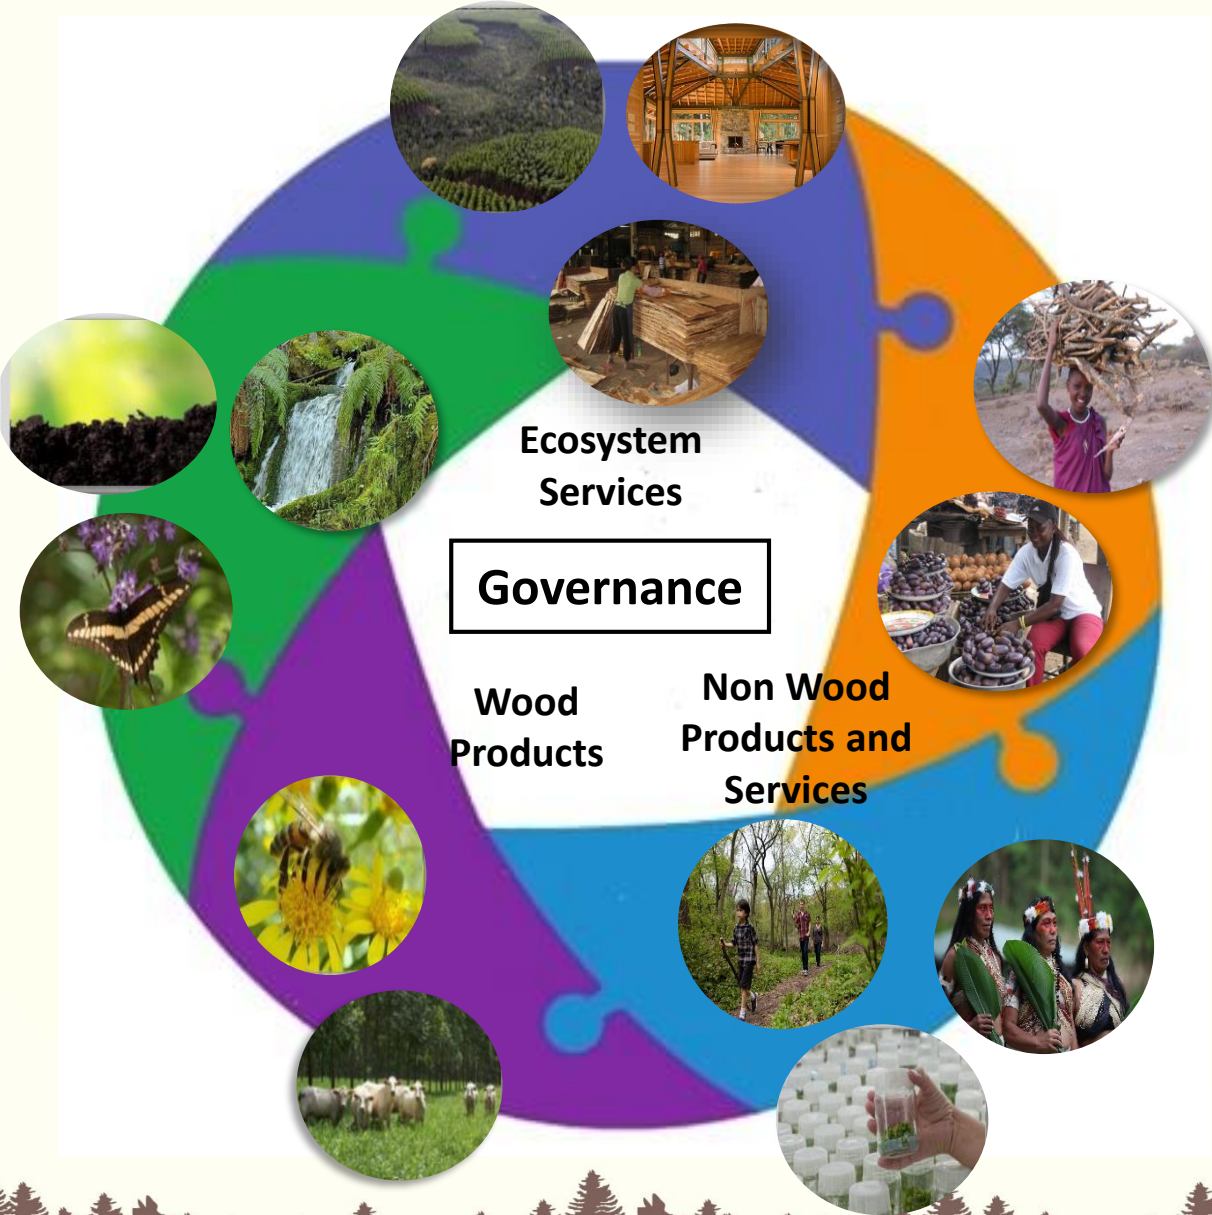 Ecosystem
Services
Governance
Wood
Products
Non Wood
Products and
Services